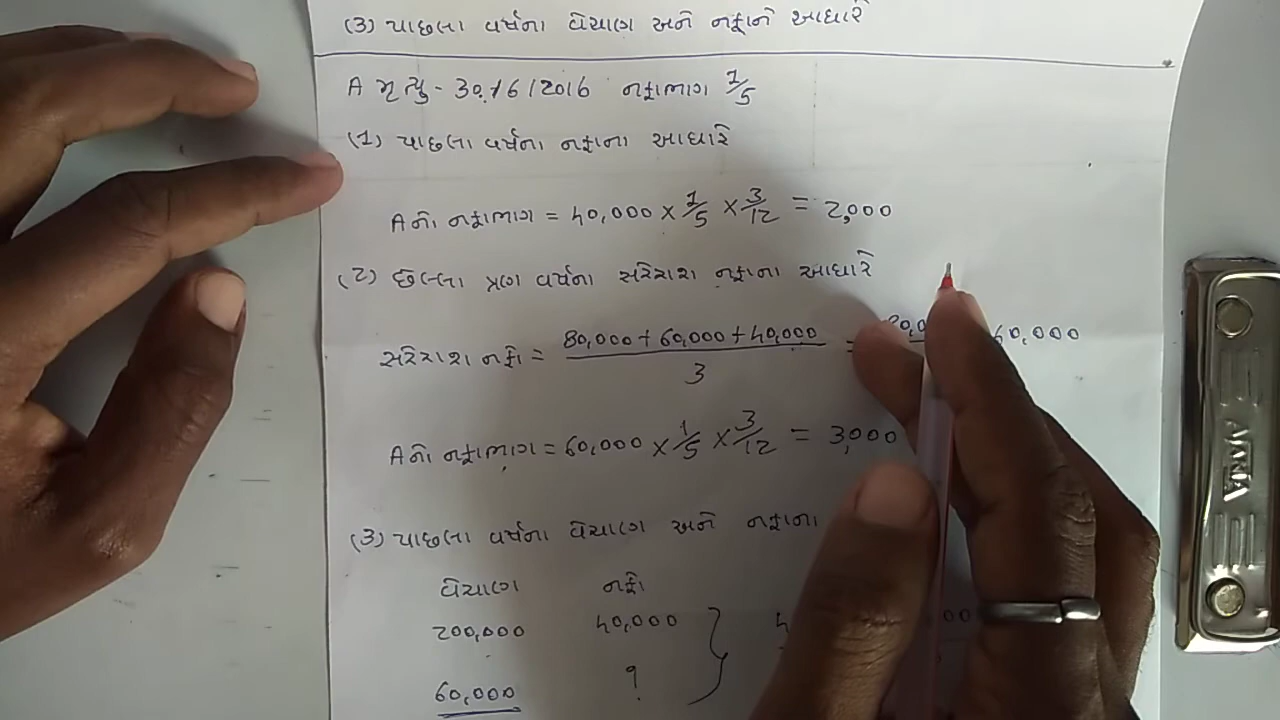 (3) પાછલા વર્ષના વેચાણ અને નફાને આધારે
A મૃત્યુ - 30/6/2016 નફાભાગ 1/5
(1) પાછલા વર્ષના નફાના આધારે
Aનો નફાભાગ = 40,000 × 1/5 × 3/12 = 2,000
(2) છેલ્લા ત્રણ વર્ષના સરેરાશ નફાના આધારે
સરેરાશ નફો = 80,000 + 60,000 + 40,000 / 3 = 60,000
Aનો નફાભાગ = 60,000 × 1/5 × 3/12 = 3,000
(3) પાછલા વર્ષના વેચાણ અને નફાના
વેચાણ નફો
200,000 40,000
60,000 ?